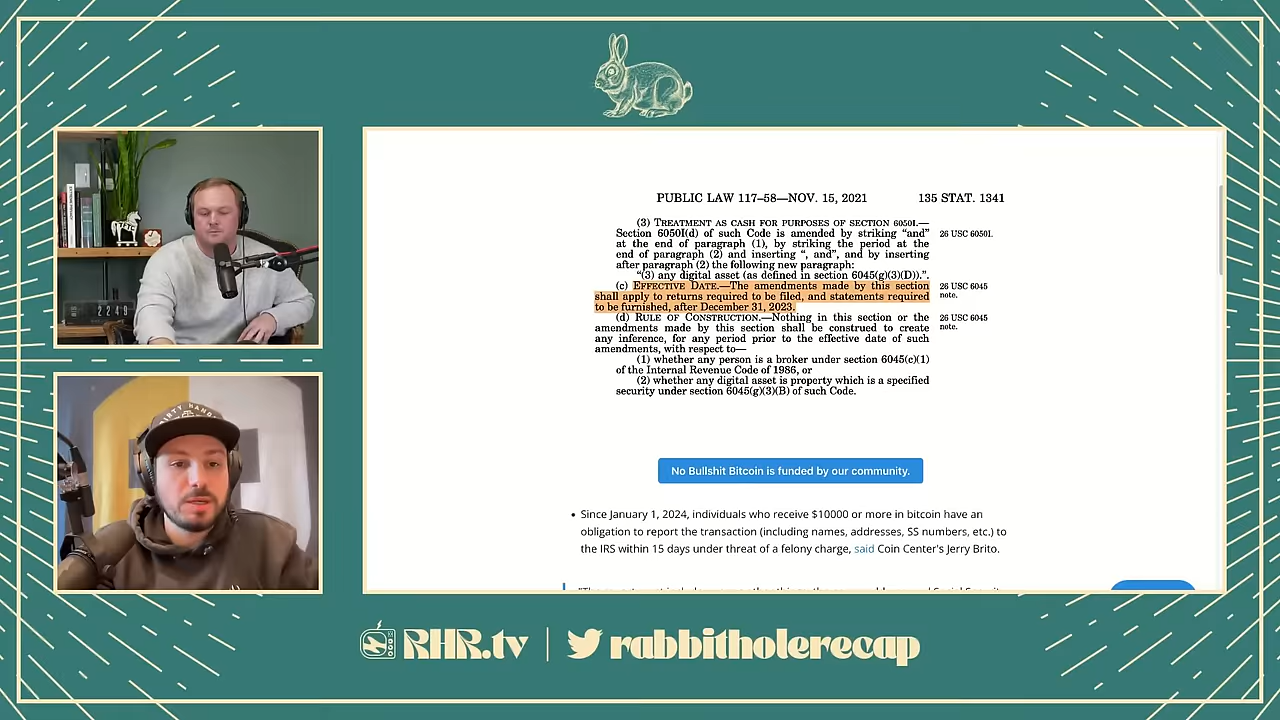 PUBLIC LAW 117–58—NOV. 15, 2021 135 STAT. 1341
(3) TREATMENT AS CASH FOR PURPOSES OF SECTION 6050I.—
Section 6050I(d) of such Code is amended by striking “and” 26 USC 6050I.
at the end of paragraph (1), by striking the period at the
end of paragraph (2) and inserting “, and”, and by inserting
after paragraph (2) the following new paragraph:
“(3) any digital asset (as defined in section 6045(g)(3)(D)).”.
(c) EFFECTIVE DATE.—The amendments made by this section 26 USC 6045
shall apply to returns required to be filed, and statements required note.
to be furnished, after December 31, 2023.
(d) RULE OF CONSTRUCTION.—Nothing in this section or the 26 USC 6045
amendments made by this section shall be construed to create note.
any inference, for any period prior to the effective date of such
amendments, with respect to—
(1) whether any person is a broker under section 6045(c)(1)
of the Internal Revenue Code of 1986, or
(2) whether any digital asset is property which is a specified
security under section 6045(g)(3)(B) of such Code.
No Bullshit Bitcoin is funded by our community.
• Since January 1, 2024, individuals who receive $10000 or more in bitcoin have an
obligation to report the transaction (including names, addresses, SS numbers, etc.) to
the IRS within 15 days under threat of a felony charge, said Coin Center's Jerry Brito.
2249
DIRTY
RHR.tv | rabbitholerecap